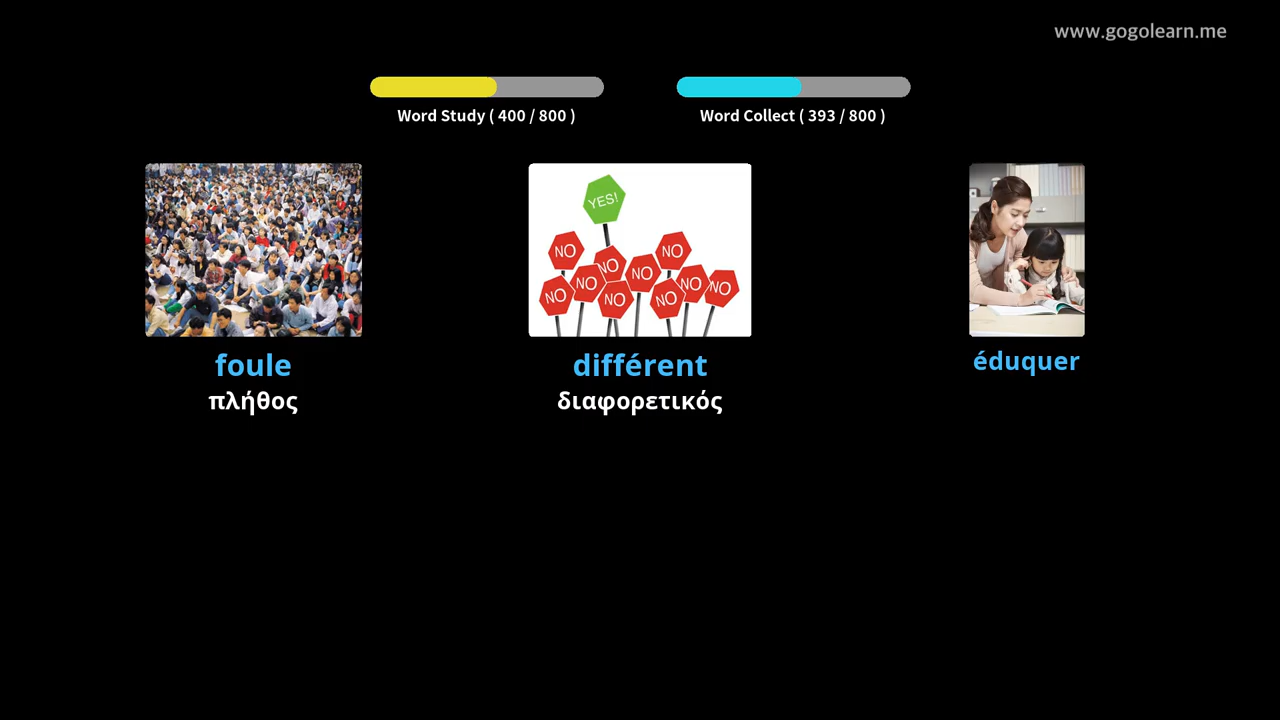 www.gogolearn.me
Word Study ( 400 / 800 )
Word Collect ( 393 / 800 )
YES!
NO
NO
NO
NO
NO
NO
NO
NO
NO
NO
foule
différent
éduquer
πλήθος
διαφορετικός